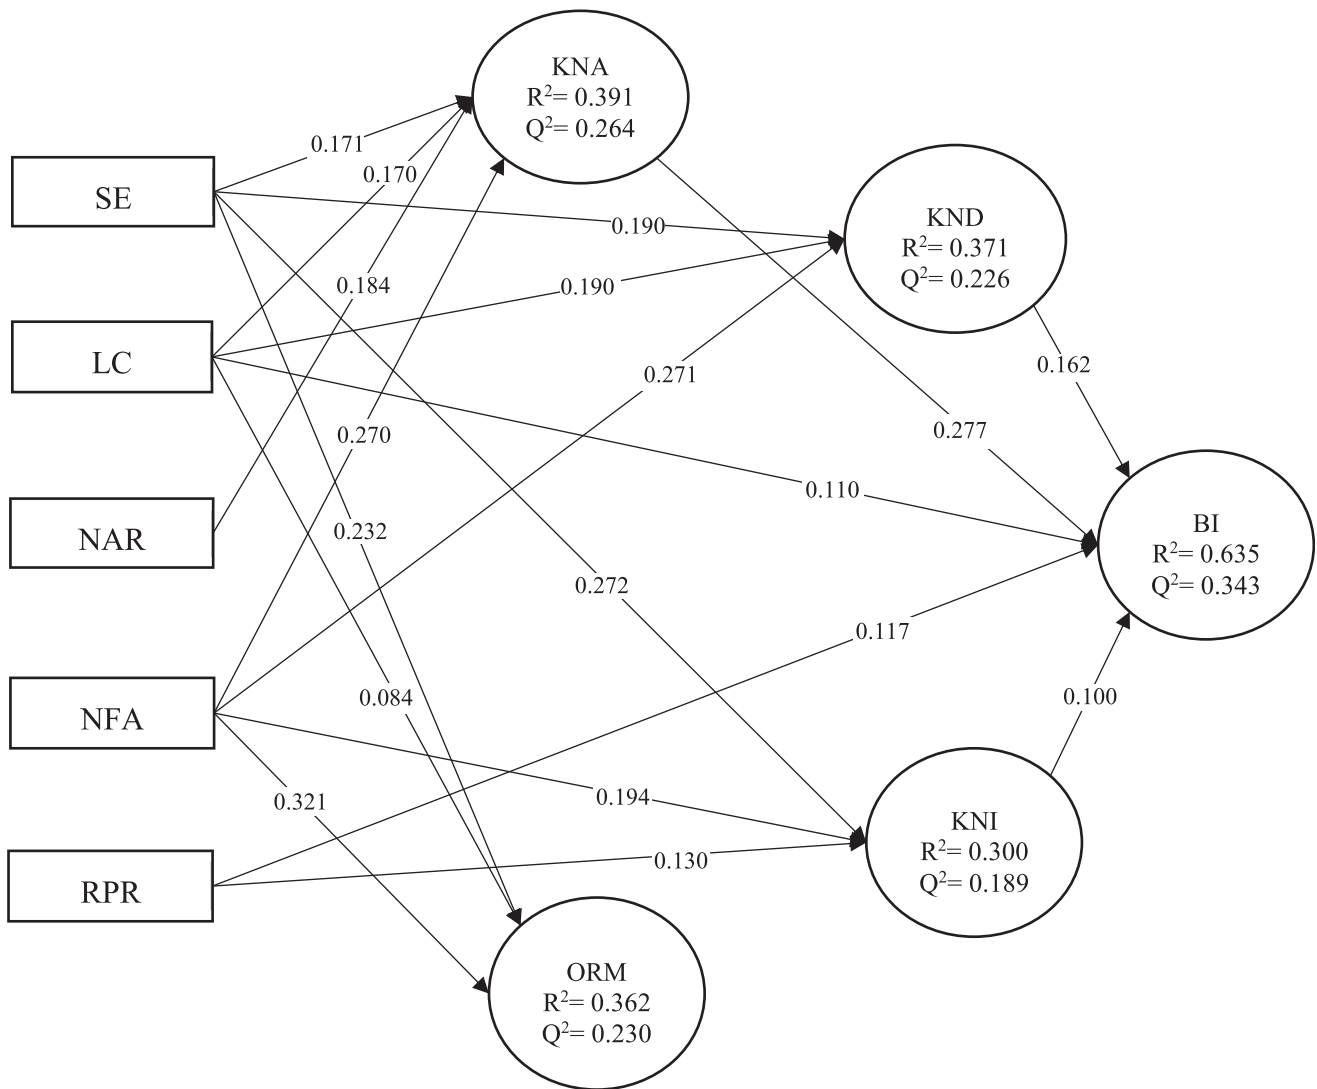 KNA
R²= 0.391
Q²= 0.264
0.171
0.170
SE
KND
R²= 0.371
Q²= 0.226
0.190
0.184
0.190
LC
0.162
0.271
0.277
0.270
0.110
NAR
0.232
BI
R²= 0.635
Q²= 0.343
0.272
0.117
0.084
0.100
NFA
0.321
0.194
KNI
R²= 0.300
Q²= 0.189
0.130
RPR
ORM
R²= 0.362
Q²= 0.230